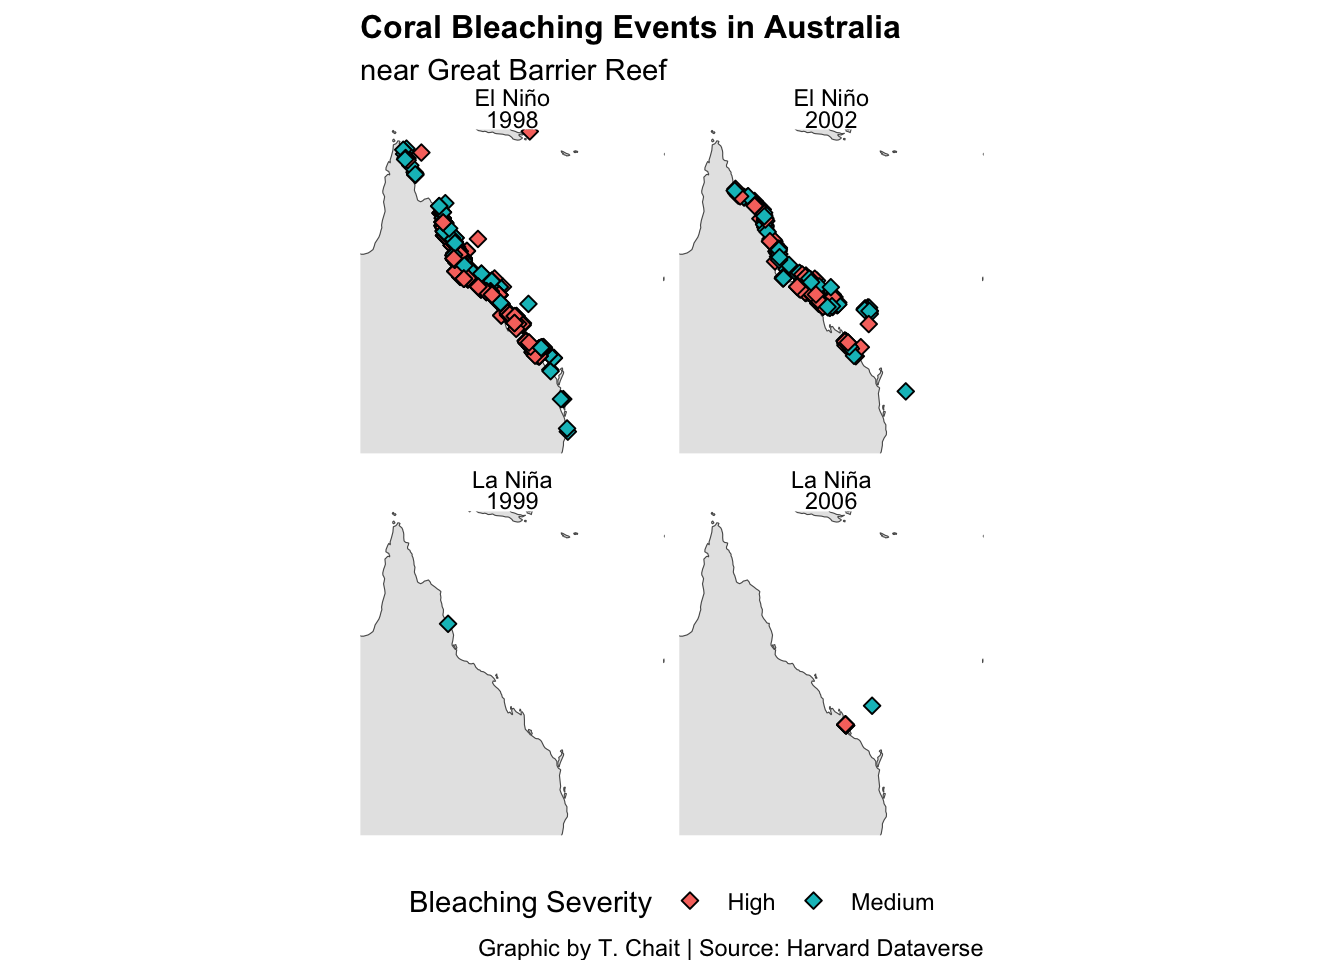 Coral Bleaching Events in Australia
near Great Barrier Reef
El Niño
1998
El Niño
2002
La Niña
1999
La Niña
2006
Bleaching Severity High Medium
Graphic by T. Chait | Source: Harvard Dataverse